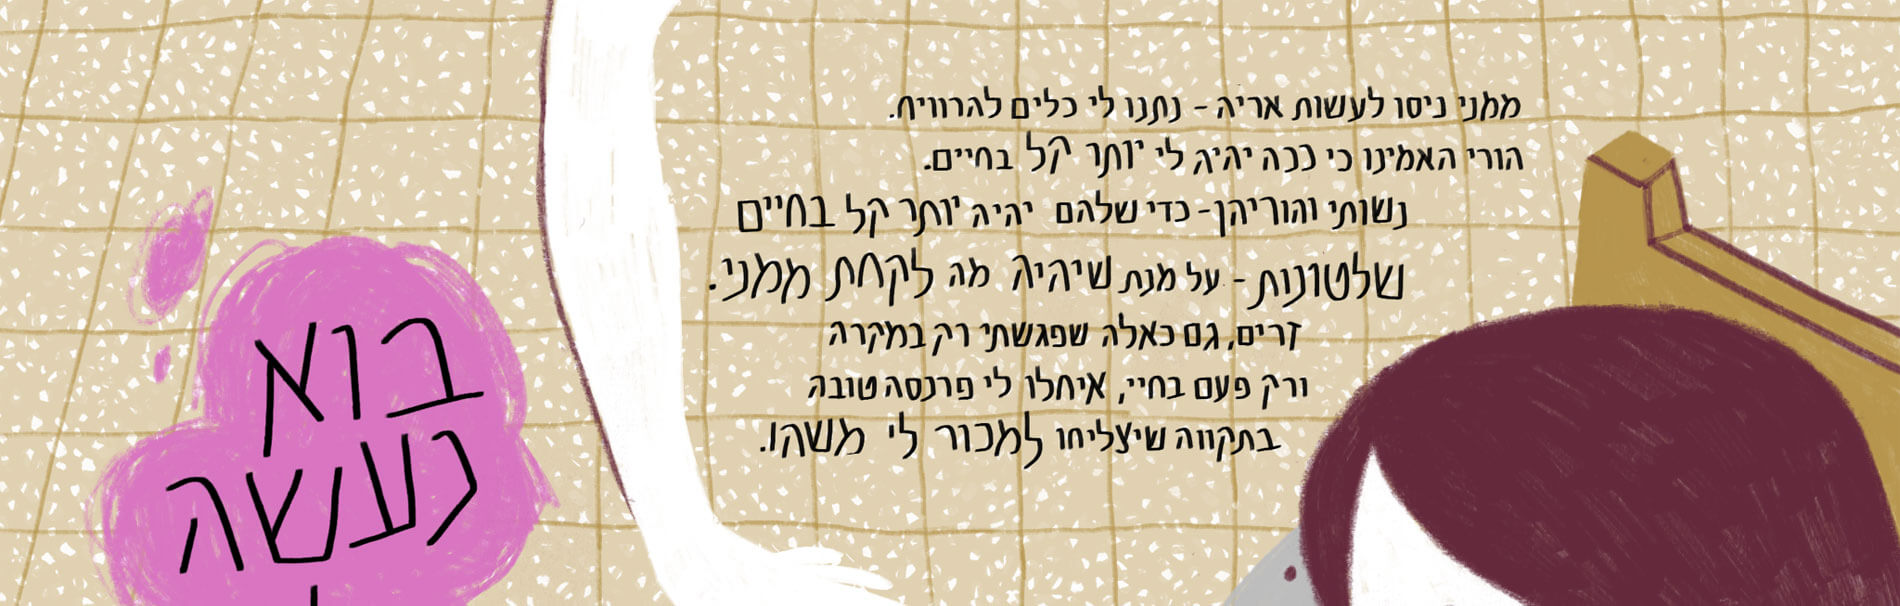 ממני ניסו לעשות אריה - נתנו לי כלים להרוויח.
הורי האמינו כי ככה יהיה לי יותר קל בחיים.
נשותי והוריהן - כדי שלהם יהיה יותר קל בחיים
שלטונות - על מנת שיהיה מה לקחת ממני.
זרים, גם כאלה שפגשתי רק במקרה
ורק פעם בחיי, איחלו לי פרנסה טובה
בתקווה שיצליחו למכור לי משהו.
בוא
נעשה